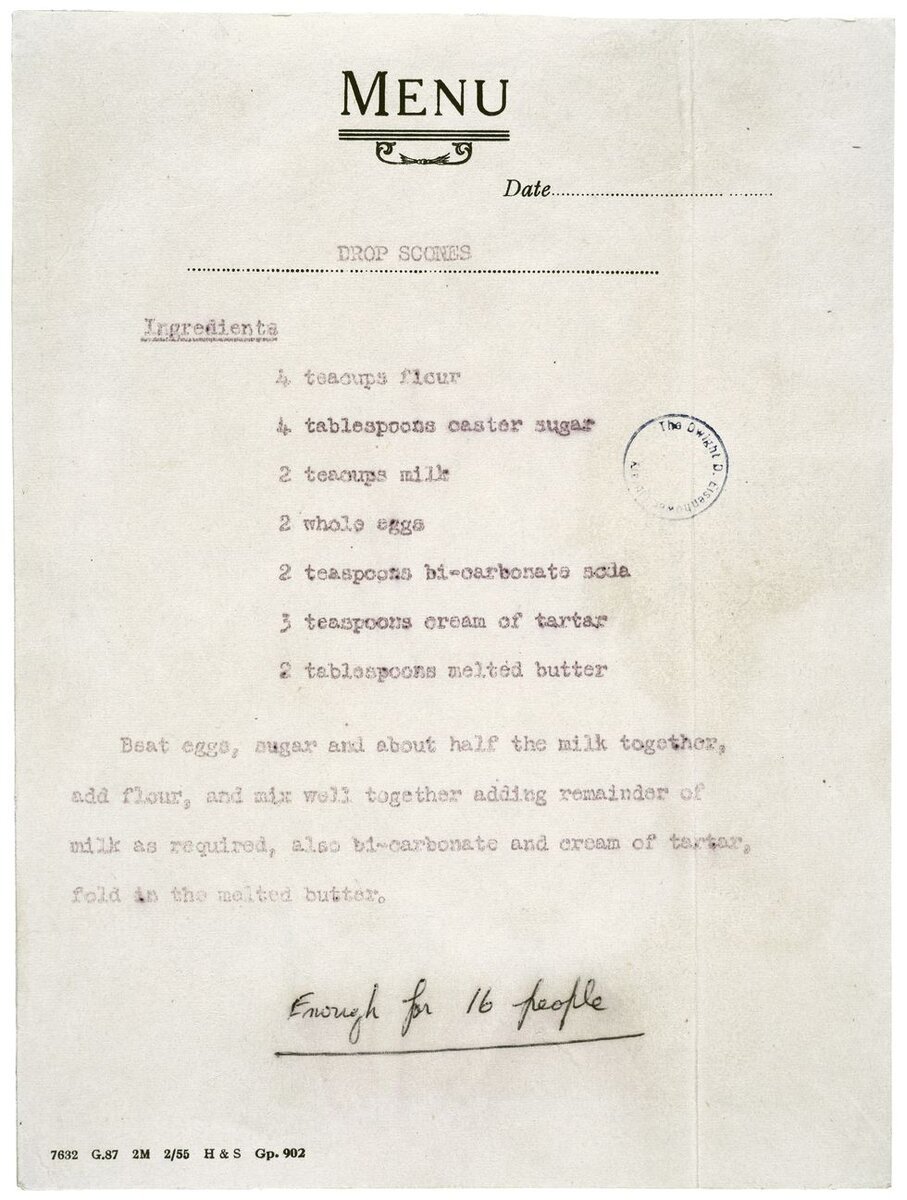 MENU
Date
DROP SCONES
Ingredients
4 teacups flour
4 tablespoons caster sugar
2 teacups milk
2 whole eggs
2 teaspoons bi-carbonate soda
3 teaspoons cream of tartar
2 tablespoons melted butter
The Dwight D. Eisenhower
Beat eggs, sugar and about half the milk together,
add flour, and mix well together adding remainder of
milk as required, also bi-carbonate and cream of tartar,
fold in the melted butter.
Enough for 16 people
7632 G.87 2M 2/55 H & S Gp. 902